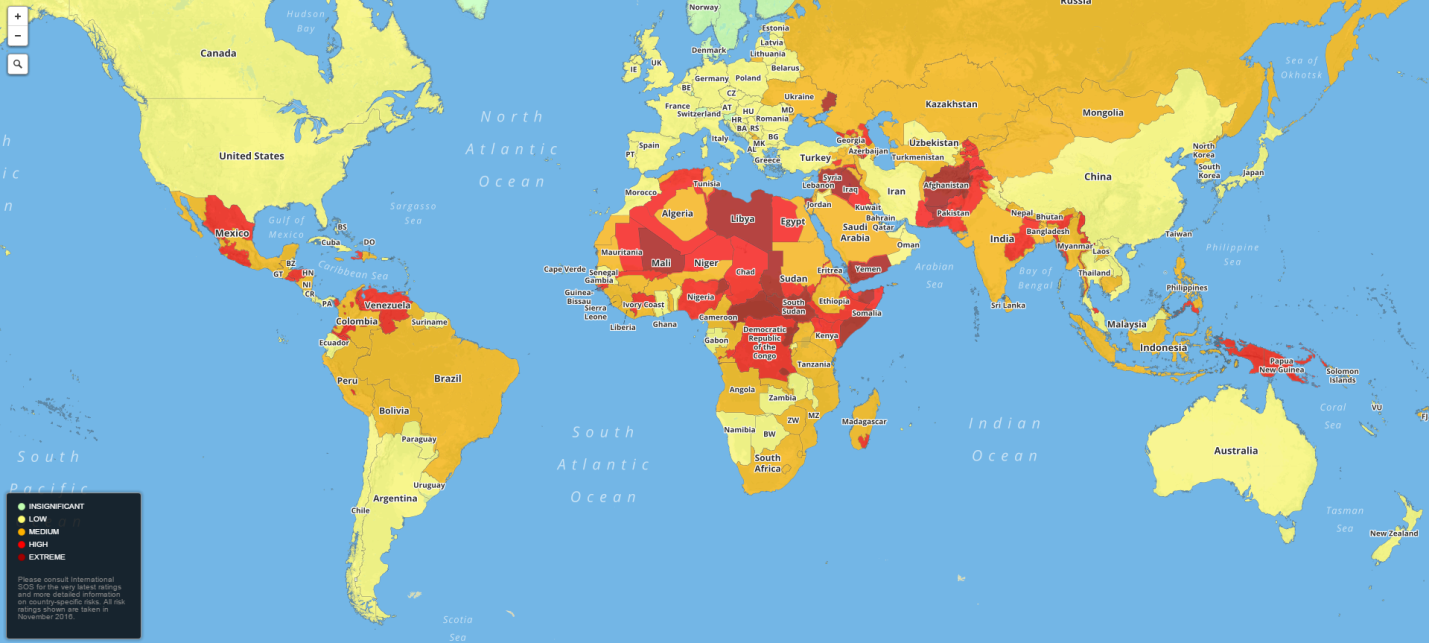 +
−
Hudson
Bay
Canada
United States
North
Atlantic
Ocean
Sargasso
Sea
Gulf of
Mexico
Mexico
BS
Cuba
DO
Caribbean Sea
BZ
GT
HN
NI
CR
PA
Venezuela
Colombia
Suriname
Ecuador
Peru
Brazil
Bolivia
Paraguay
Uruguay
Argentina
Chile
South
Pacific
South
Atlantic
Ocean
Scotia
Sea
Norway
Russia
Estonia
Latvia
Lithuania
Denmark
Belarus
IE
UK
Germany
Poland
BE
CZ
Ukraine
France
AT
HU
MD
Switzerland
Romania
HR
BA
RS
Italy
BG
MK
AL
Spain
PT
Greece
Turkey
Georgia
Azerbaijan
Kazakhstan
Uzbekistan
Turkmenistan
Mongolia
Sea of
Okhotsk
North
Korea
South
Korea
Japan
China
Taiwan
Morocco
Tunisia
Algeria
Libya
Egypt
Syria
Lebanon
Iraq
Jordan
Iran
Afghanistan
Pakistan
Kuwait
Bahrain
Qatar
Saudi
Arabia
Oman
Yemen
Nepal
Bhutan
Bangladesh
India
Myanmar
Laos
Thailand
Sri Lanka
Arabian
Sea
Bay of
Bengal
Philippine
Sea
Philippines
Malaysia
Indonesia
Papua
New Guinea
Solomon
Islands
VU
FJ
Coral
Sea
Mauritania
Mali
Niger
Chad
Sudan
Eritrea
Cape Verde
Senegal
Gambia
Guinea
Bissau
Sierra
Leone
Liberia
Ivory Coast
Ghana
Nigeria
Cameroon
South
Sudan
Ethiopia
Somalia
Gabon
Democratic
Republic
of the
Congo
Kenya
Tanzania
Angola
Zambia
ZW
MZ
Madagascar
Namibia
BW
South
Africa
Indian
Ocean
Australia
Tasman
Sea
New Zealand
INSIGNIFICANT
LOW
MEDIUM
HIGH
EXTREME
Please consult International
SOS for the very latest ratings
and more detailed information
on country-specific risks. All risk
ratings shown are taken in
November 2016.